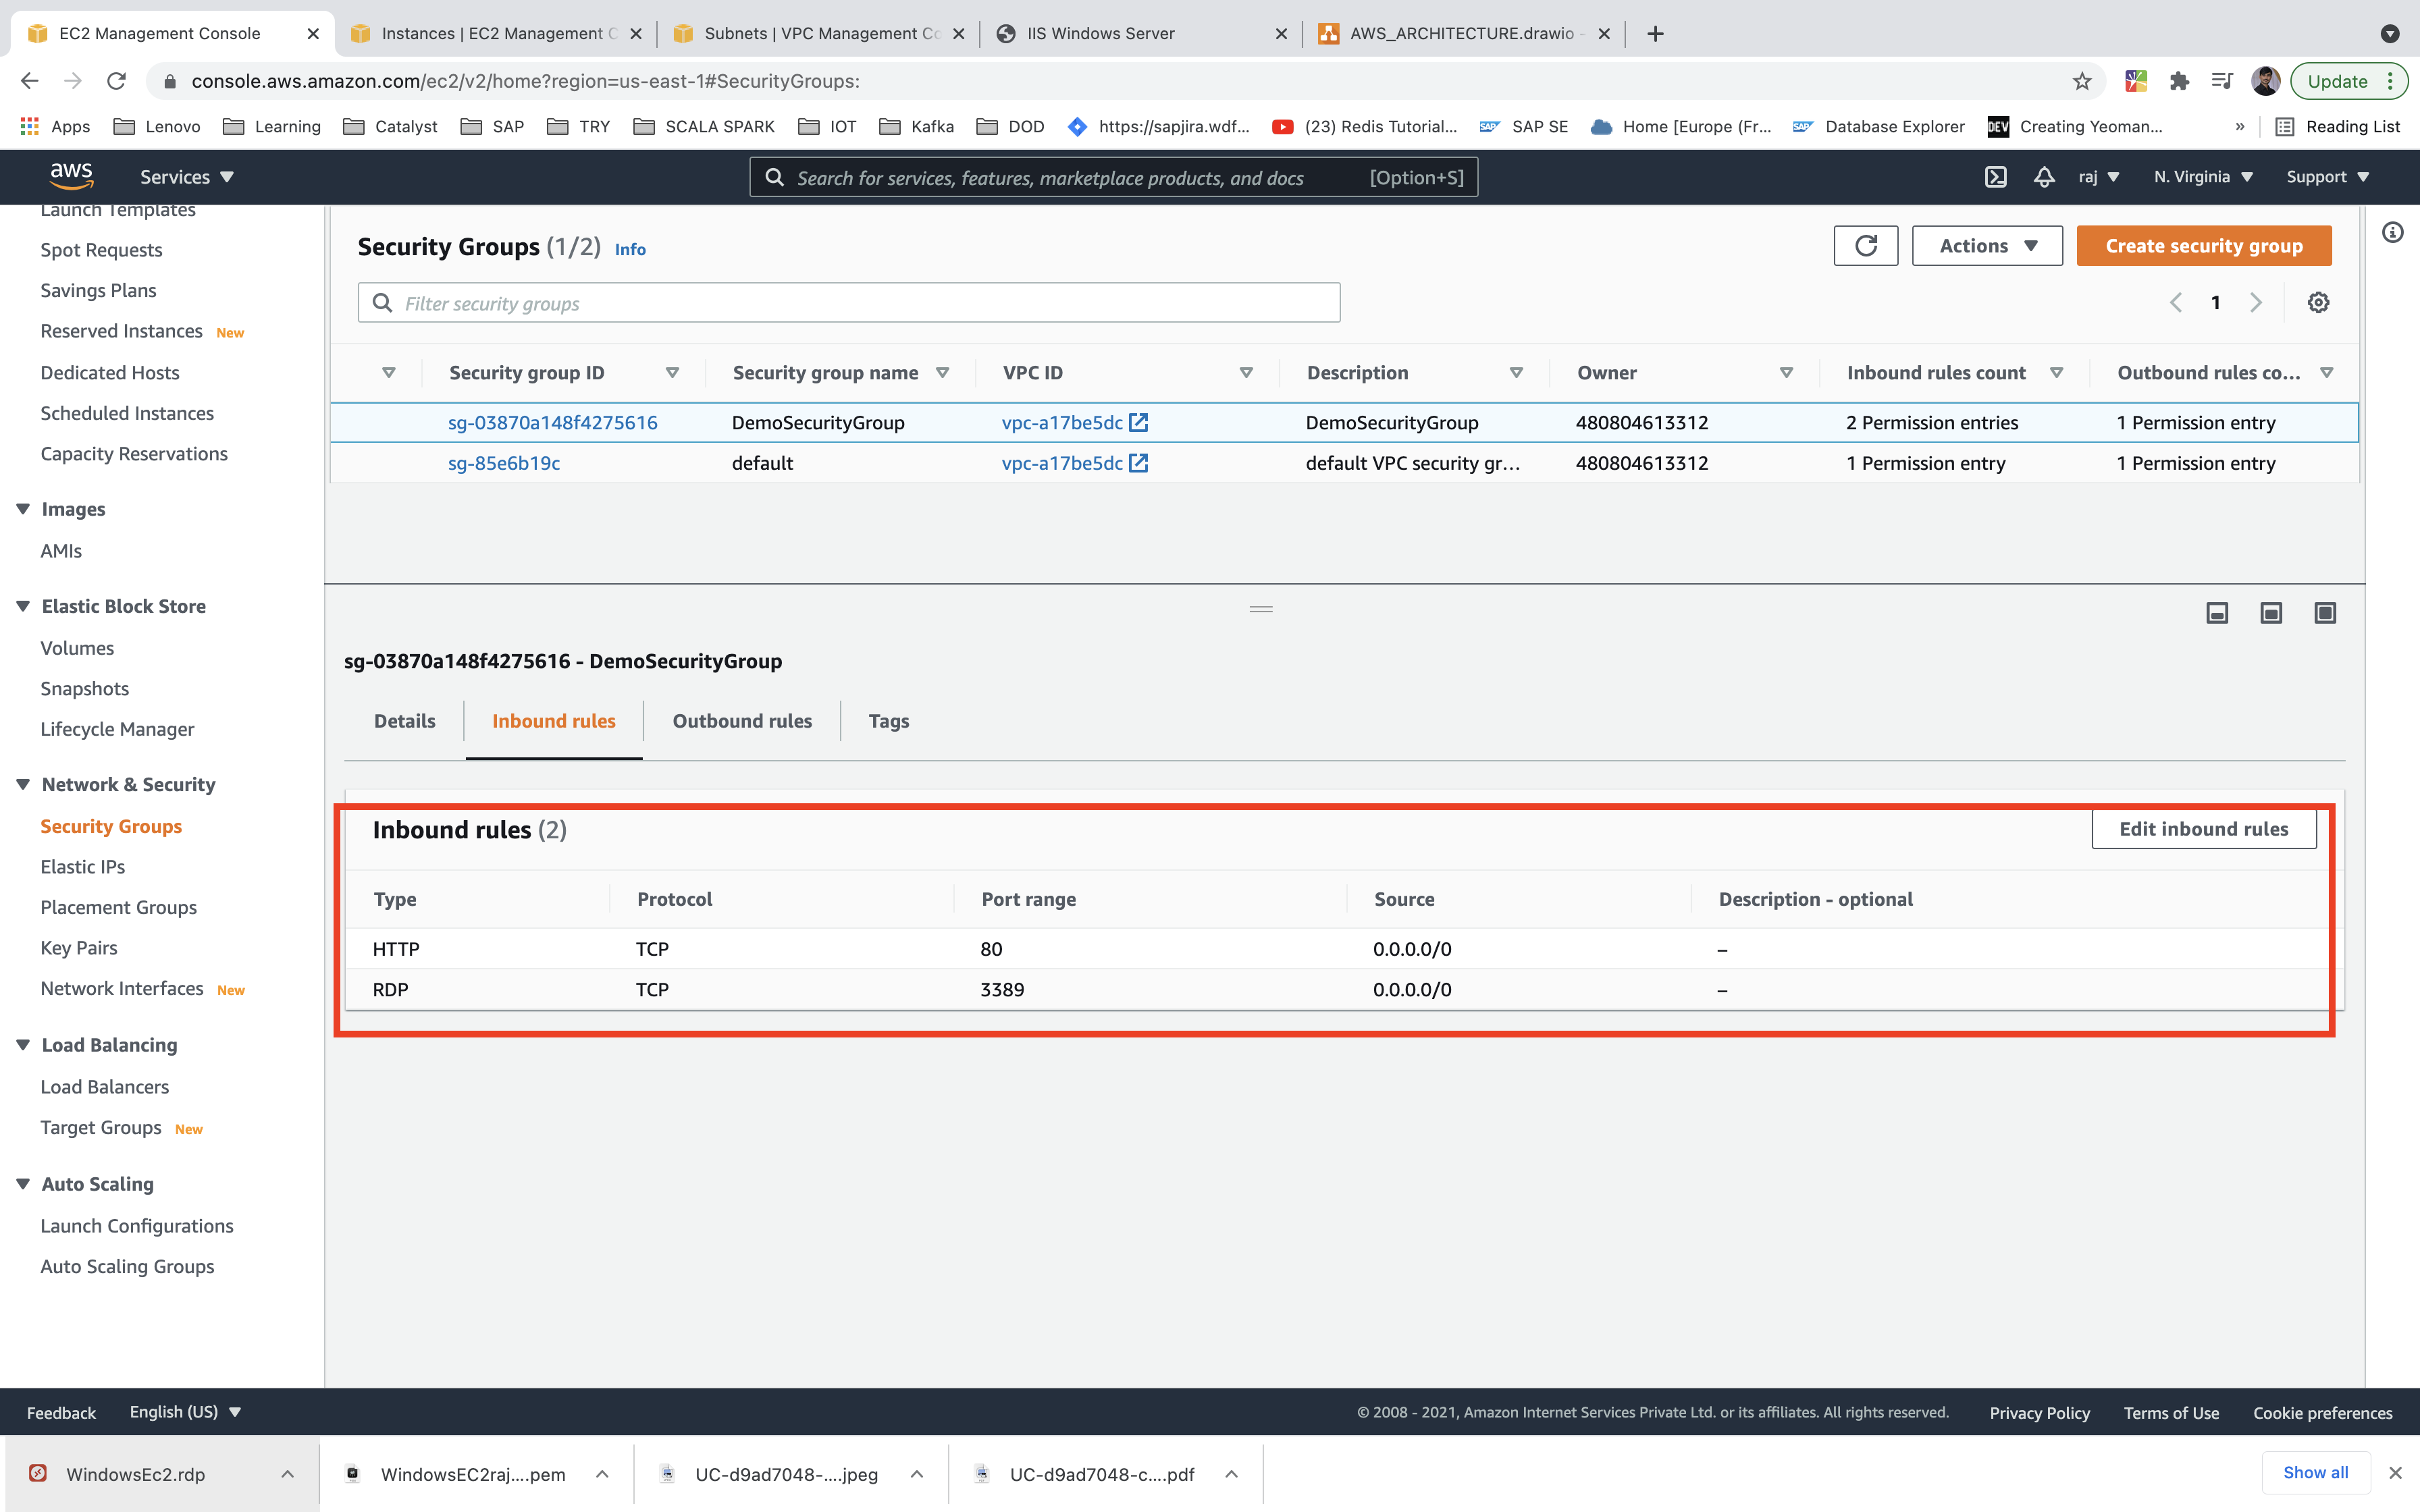 EC2 Management Console
Instances | EC2 Management C
Subnets | VPC Management Co
IIS Windows Server
AWS_ARCHITECTURE.drawio -
console.aws.amazon.com/ec2/v2/home?region=us-east-1#SecurityGroups:
Update
Apps
Lenovo
Learning
Catalyst
SAP
TRY
SCALA SPARK
IOT
Kafka
DOD
https://sapjira.wdf...
(23) Redis Tutorial...
SAP SE
Home [Europe (Fr...
Database Explorer
DEV
Creating Yeoman...
»
Reading List
aws
Services
Search for services, features, marketplace products, and docs
[Option+S]
raj
N. Virginia
Support
Launch Templates
Spot Requests
Savings Plans
Reserved Instances New
Dedicated Hosts
Scheduled Instances
Capacity Reservations
Images
AMIs
Elastic Block Store
Volumes
Snapshots
Lifecycle Manager
Network & Security
Security Groups
Elastic IPs
Placement Groups
Key Pairs
Network Interfaces New
Load Balancing
Load Balancers
Target Groups New
Auto Scaling
Launch Configurations
Auto Scaling Groups
Security Groups (1/2) Info
Actions
Create security group
Filter security groups
1
Security group ID Security group name VPC ID Description Owner Inbound rules count Outbound rules co...
sg-03870a148f4275616 DemoSecurityGroup vpc-a17be5dc DemoSecurityGroup 480804613312 2 Permission entries 1 Permission entry
sg-85e6b19c default vpc-a17be5dc default VPC security gr... 480804613312 1 Permission entry 1 Permission entry
sg-03870a148f4275616 - DemoSecurityGroup
Details
Inbound rules
Outbound rules
Tags
Inbound rules (2)
Edit inbound rules
Type Protocol Port range Source Description - optional
HTTP TCP 80 0.0.0.0/0 –
RDP TCP 3389 0.0.0.0/0 –
Feedback
English (US)
© 2008 - 2021, Amazon Internet Services Private Ltd. or its affiliates. All rights reserved.
Privacy Policy
Terms of Use
Cookie preferences
WindowsEc2.rdp
WindowsEC2raj....pem
UC-d9ad7048-....jpeg
UC-d9ad7048-c....pdf
Show all